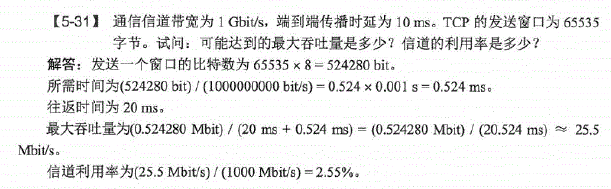 【5-31】 通信信道带宽为 1 Gbit/s，端到端传播时延为 10 ms。TCP 的发送窗口为 65535
字节。试问：可能达到的最大吞吐量是多少？信道的利用率是多少？
解答：发送一个窗口的比特数为 65535 × 8 = 524280 bit。
所需时间为(524280 bit) / (1000000000 bit/s) = 0.524 × 0.001 s = 0.524 ms。
往返时间为 20 ms。
最大吞吐量为(0.524280 Mbit) / (20 ms + 0.524 ms) = (0.524280 Mbit) / (20.524 ms) ≈ 25.5
Mbit/s。
信道利用率为(25.5 Mbit/s) / (1000 Mbit/s) = 2.55%。